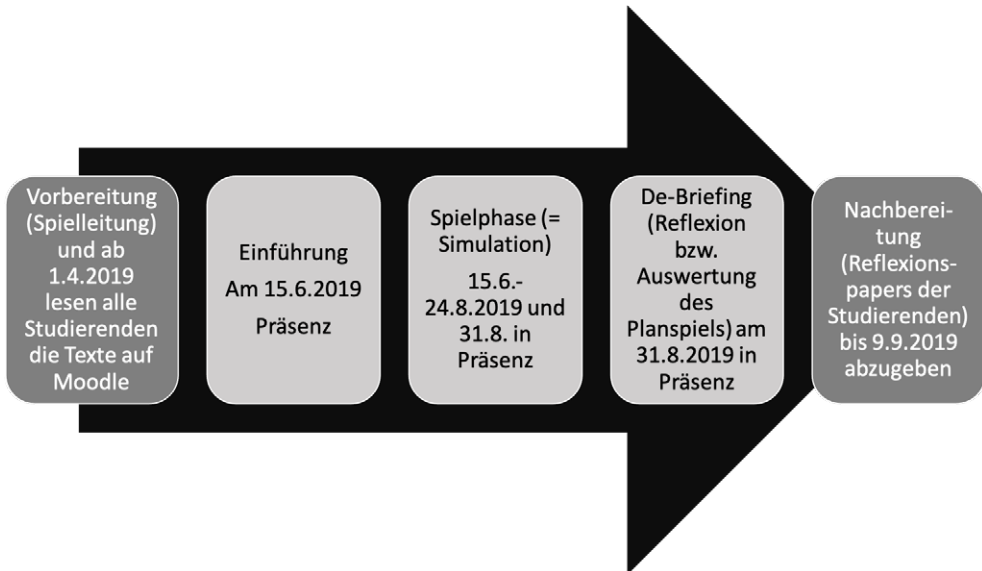 Vorbereitung
(Spielleitung)
und ab
1.4.2019
lesen alle
Studierenden
die Texte auf
Moodle
Einführung
Am 15.6.2019
Präsenz
Spielphase (=
Simulation)
15.6.-
24.8.2019 und
31.8. in
Präsenz
De-Briefing
(Reflexion
bzw.
Auswertung
des
Planspiels) am
31.8.2019 in
Präsenz
Nachberei-
tung
(Reflexions-
papers der
Studierenden)
bis 9.9.2019
abzugeben